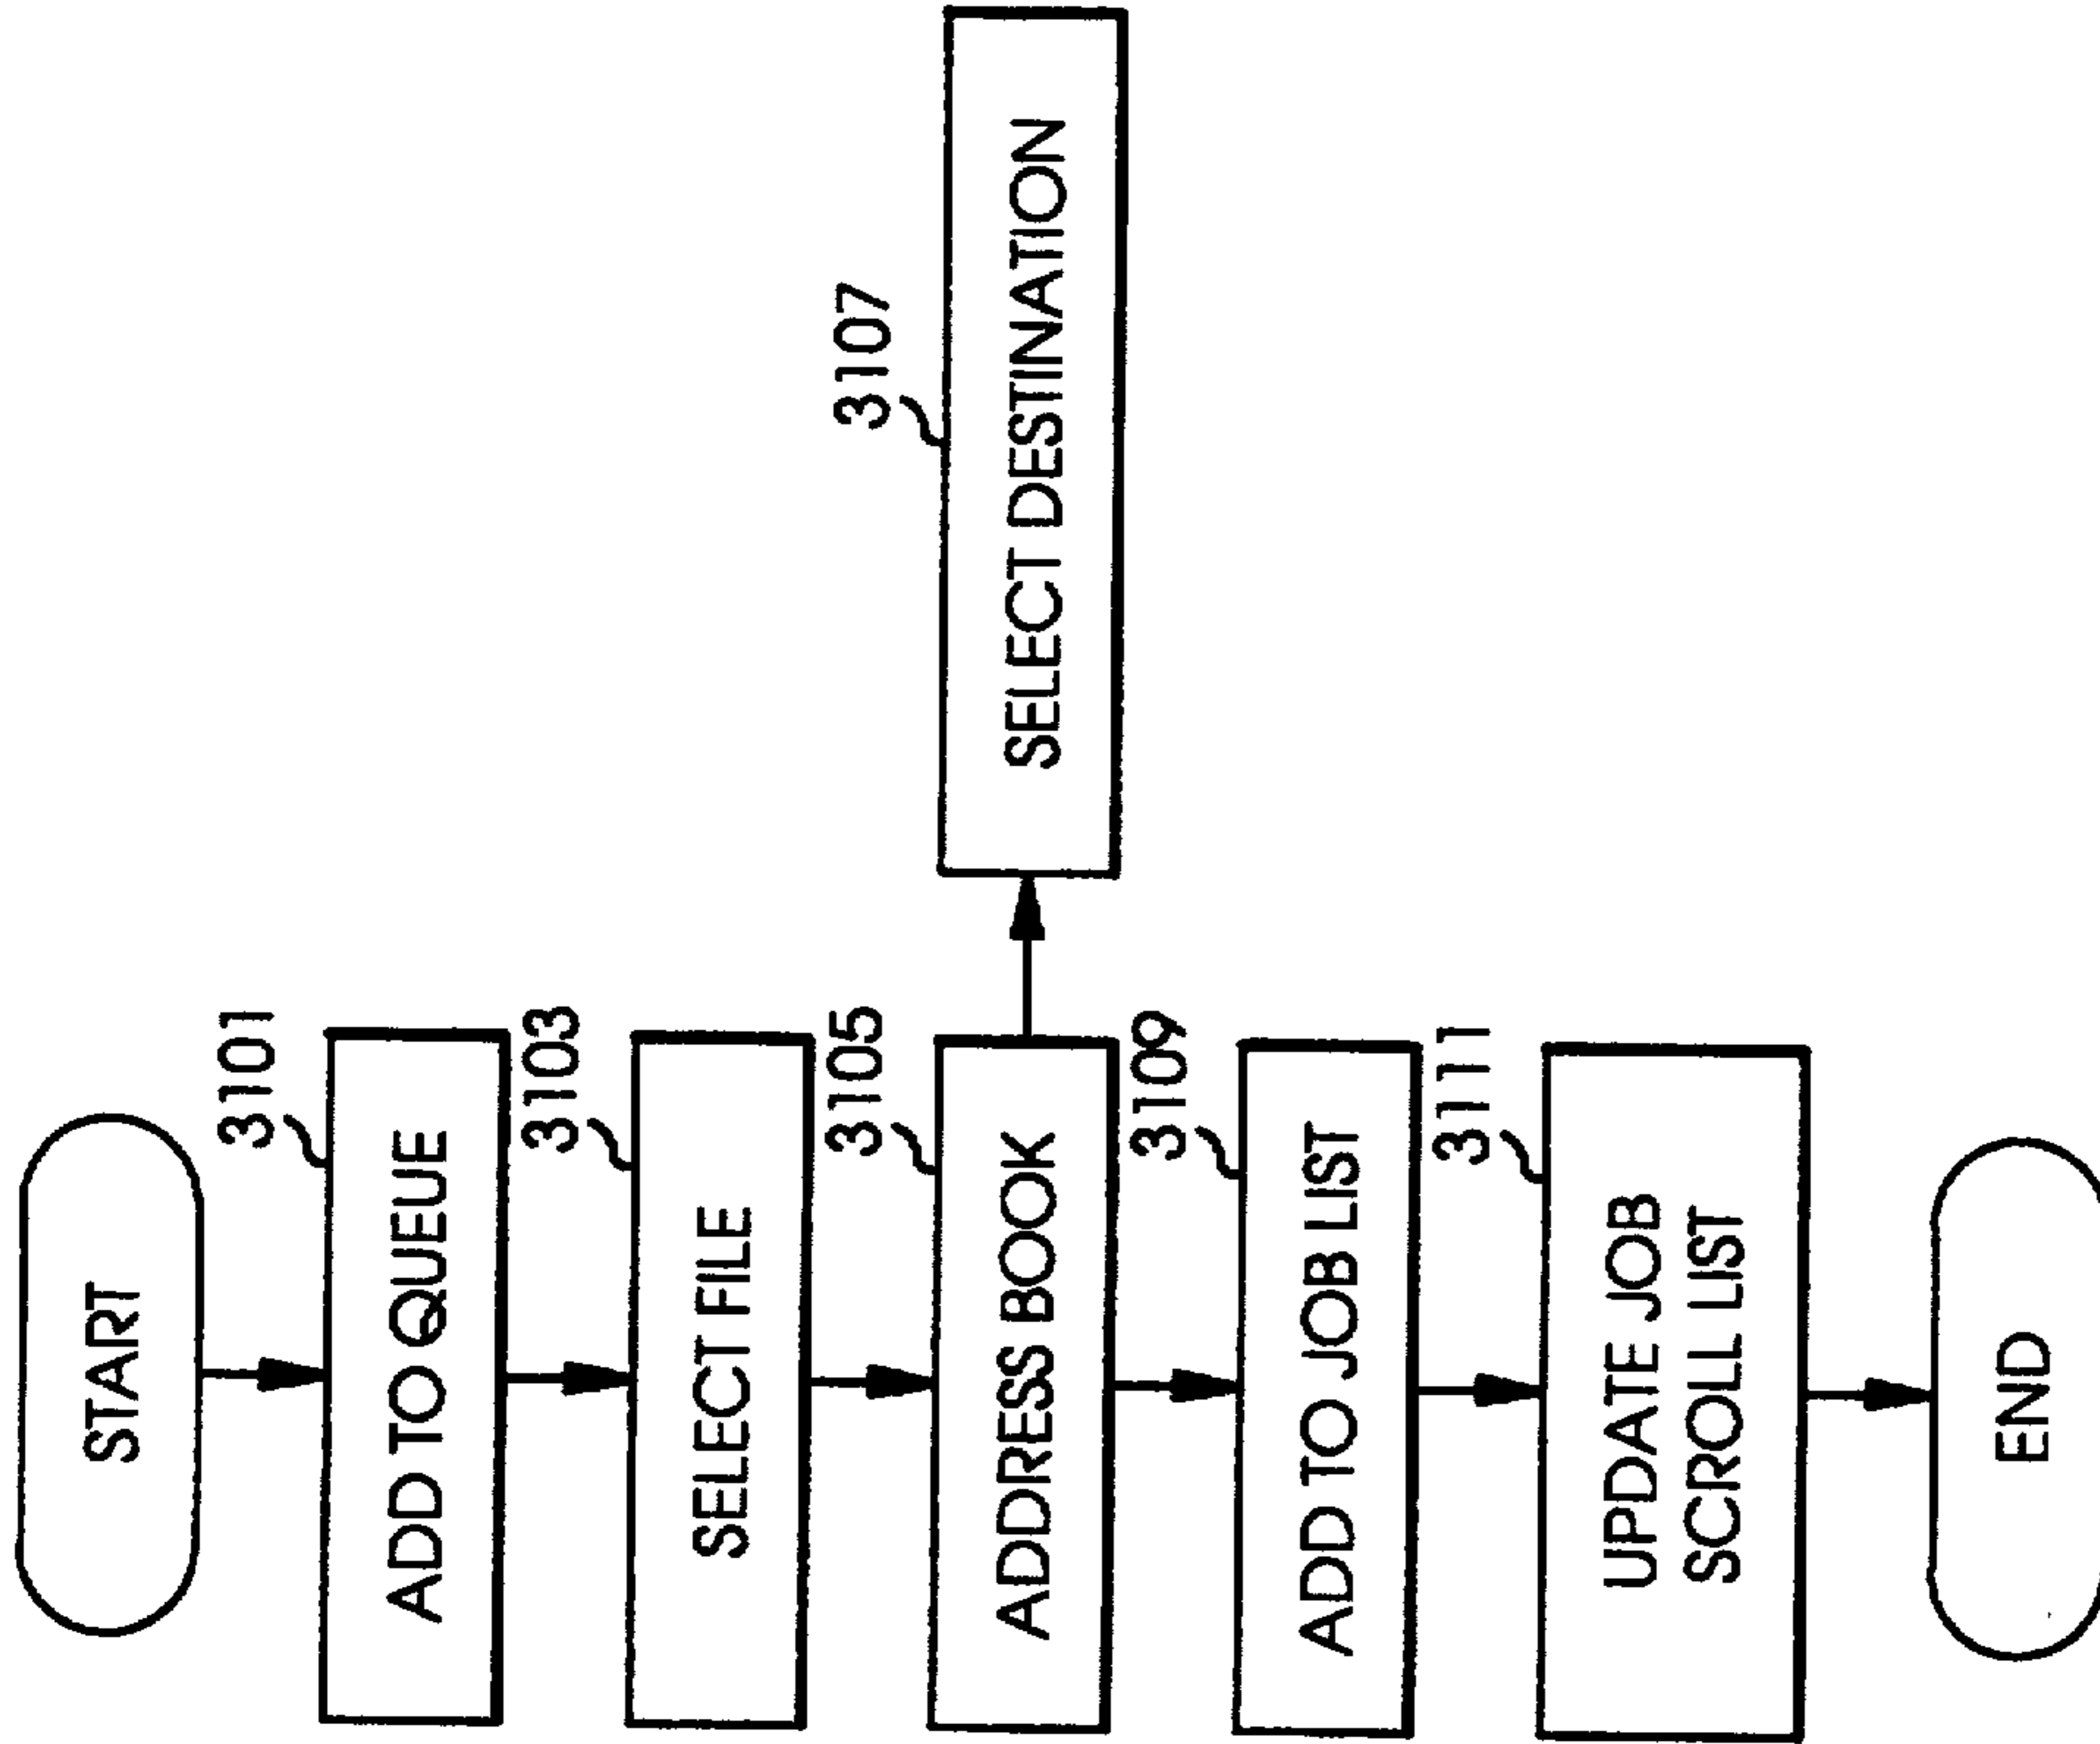 START
3101
ADD TO QUEUE
3103
SELECT FILE
3105
ADDRESS BOOK
3107
SELECT DESTINATION
3109
ADD TO JOB LIST
3111
UPDATE JOB
SCROLL LIST
END